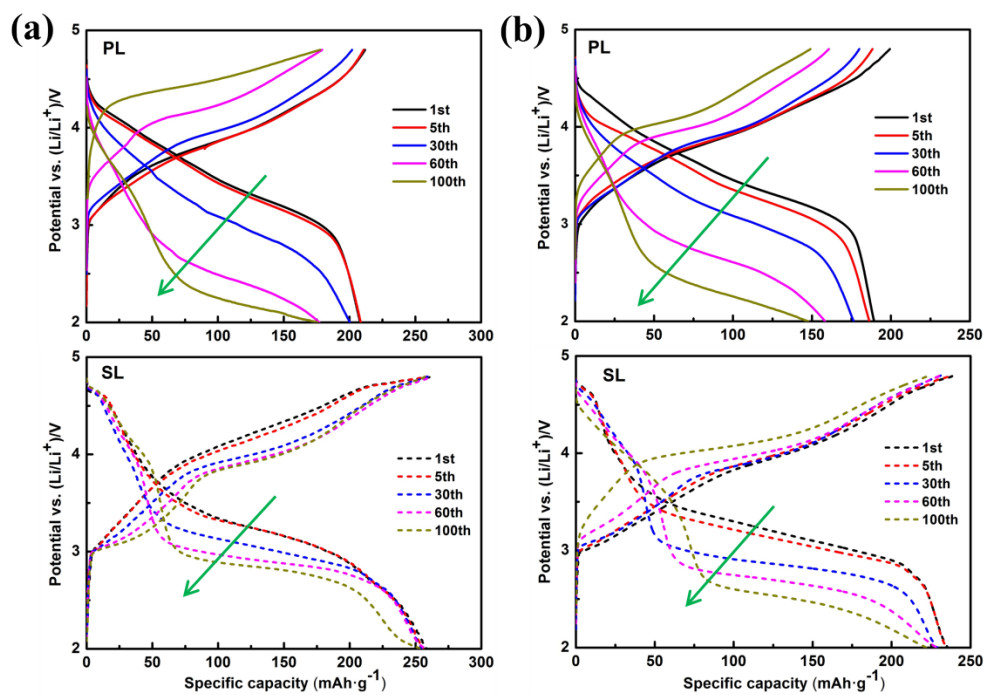 (a)
PL
5
4
3
2
Potential vs. (Li/Li⁺)/V
1st
5th
30th
60th
100th
0 50 100 150 200 250 300
SL
5
4
3
2
Potential vs. (Li/Li⁺)/V
1st
5th
30th
60th
100th
0 50 100 150 200 250 300
Specific capacity (mAh·g⁻¹)
(b)
PL
5
4
3
2
Potential vs. (Li/Li⁺)/V
1st
5th
30th
60th
100th
0 50 100 150 200 250
SL
5
4
3
2
Potential vs. (Li/Li⁺)/V
1st
5th
30th
60th
100th
0 50 100 150 200 250
Specific capacity (mAh·g⁻¹)